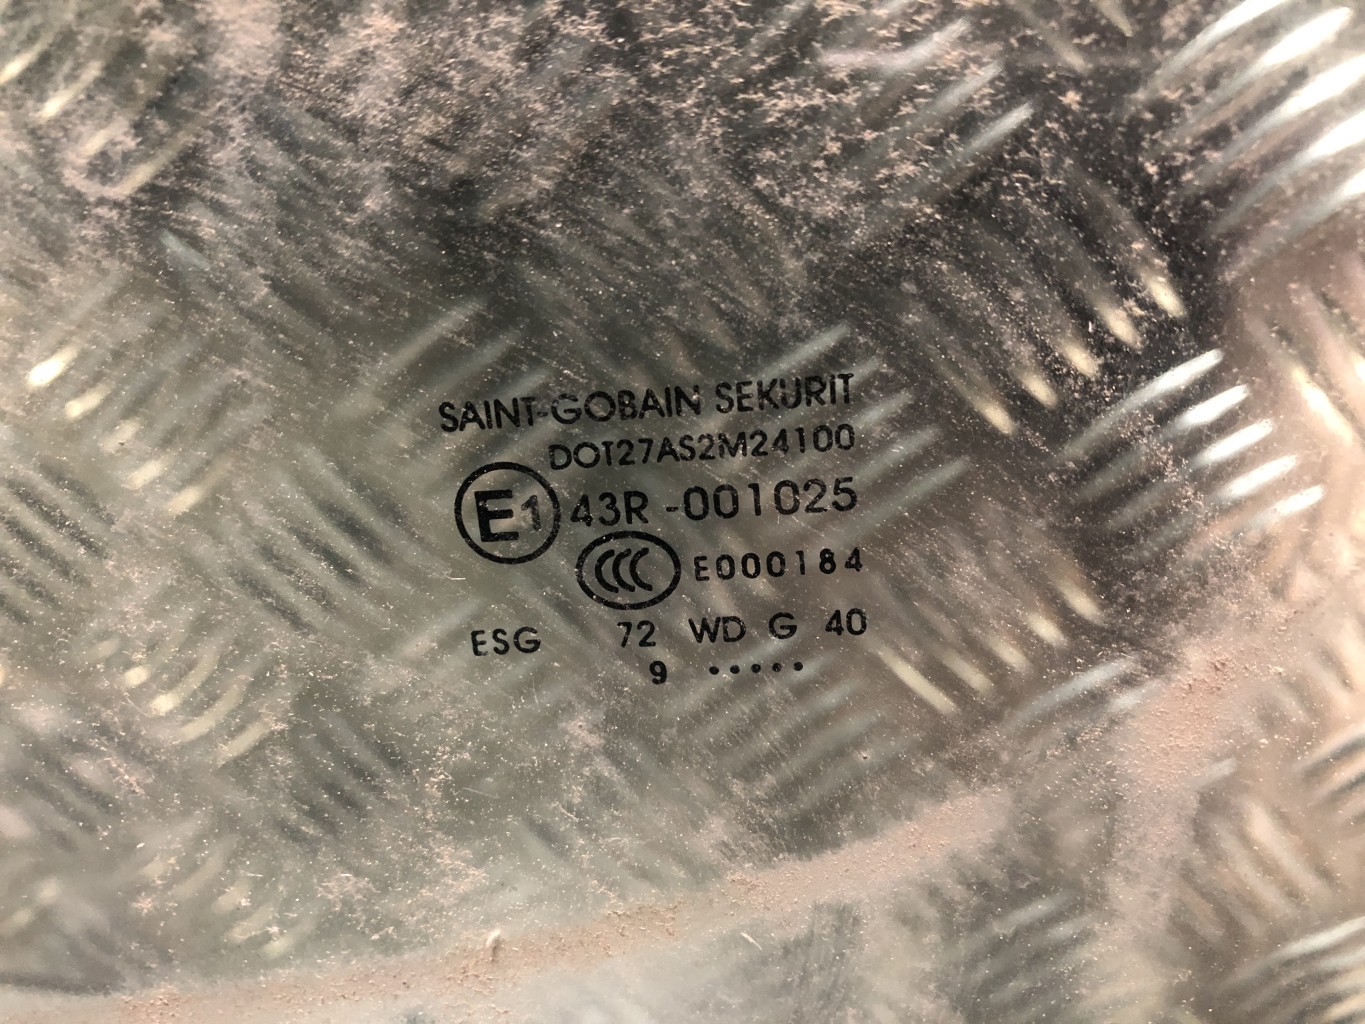 SAINT-GOBAIN SEKURIT
DOT27AS2M24100
E1 43R -001025
CCC E000184
ESG 72 WD G 40
9 •••••